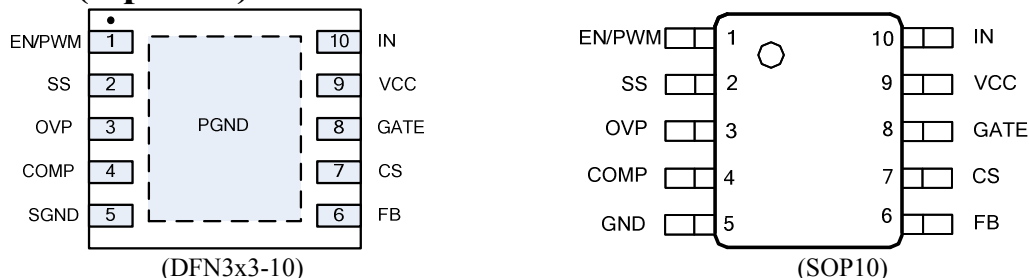 EN/PWM 1 10 IN
SS 2 9 VCC
OVP 3 PGND 8 GATE
COMP 4 7 CS
SGND 5 6 FB
(DFN3x3-10)
EN/PWM 1 10 IN
SS 2 9 VCC
OVP 3 8 GATE
COMP 4 7 CS
GND 5 6 FB
(SOP10)